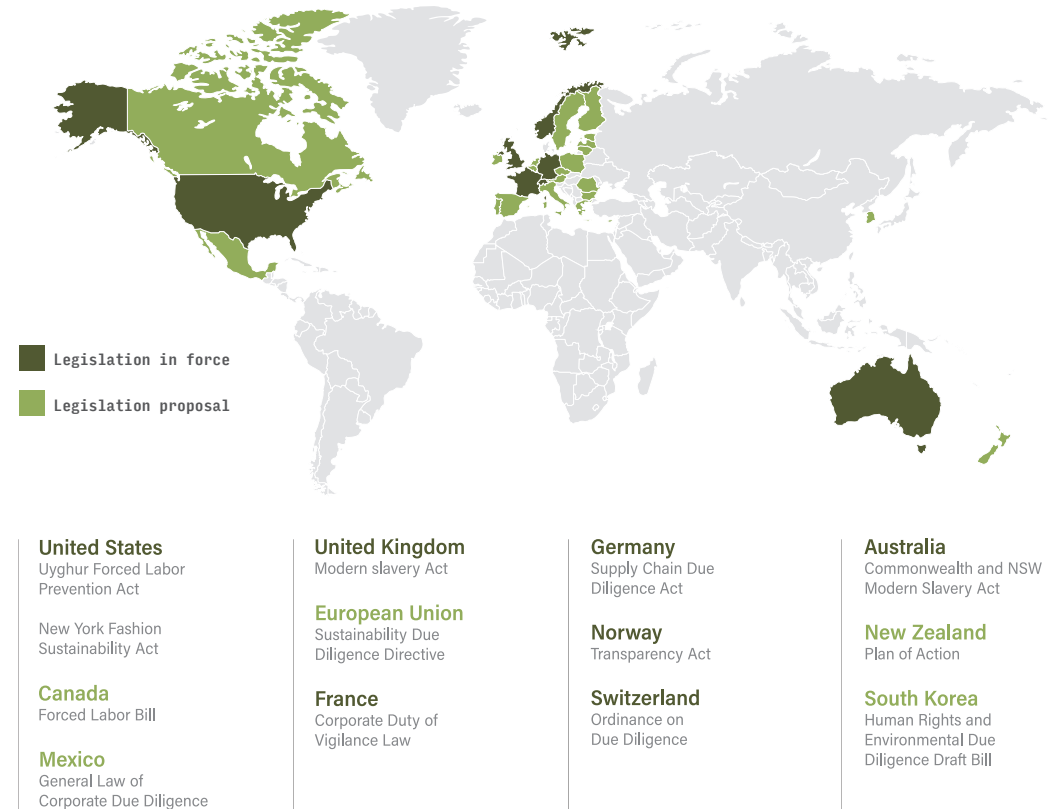 Legislation in force
Legislation proposal
United States
Uyghur Forced Labor
Prevention Act
New York Fashion
Sustainability Act
Canada
Forced Labor Bill
Mexico
General Law of
Corporate Due Diligence
United Kingdom
Modern slavery Act
European Union
Sustainability Due
Diligence Directive
France
Corporate Duty of
Vigilance Law
Germany
Supply Chain Due
Diligence Act
Norway
Transparency Act
Switzerland
Ordinance on
Due Diligence
Australia
Commonwealth and NSW
Modern Slavery Act
New Zealand
Plan of Action
South Korea
Human Rights and
Environmental Due
Diligence Draft Bill